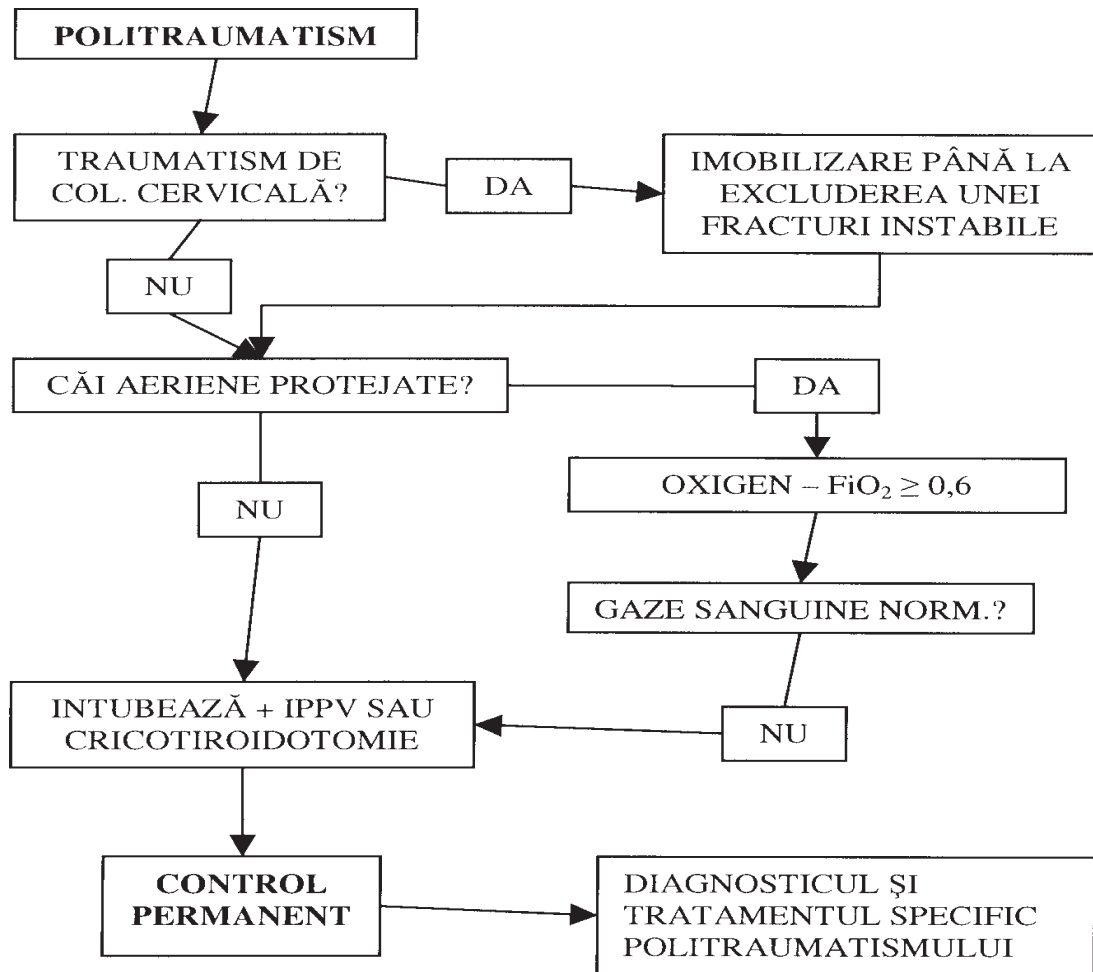 POLITRAUMATISM
TRAUMATISM DE
COL. CERVICALĂ?
DA
IMOBILIZARE PÂNĂ LA
EXCLUDEREA UNEI
FRACTURI INSTABILE
NU
CĂI AERIENE PROTEJATE?
DA
NU
OXIGEN – FiO₂ ≥ 0,6
GAZE SANGUINE NORM.?
INTUBEAZĂ + IPPV SAU
CRICOTIROIDOTOMIE
NU
CONTROL
PERMANENT
DIAGNOSTICUL ŞI
TRATAMENTUL SPECIFIC
POLITRAUMATISMULUI